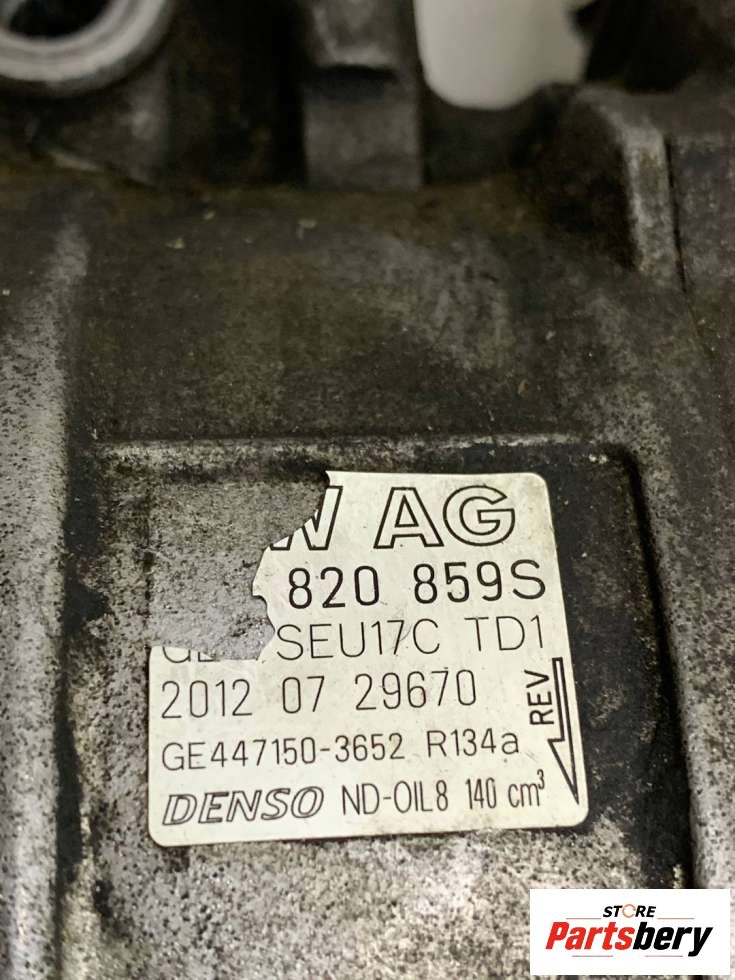 W AG
820 859S
SEU17C TD1
2012 07 29670
REV
GE447150-3652 R134a
DENSO ND-OIL8 140 cm³
STORE
Partsbery